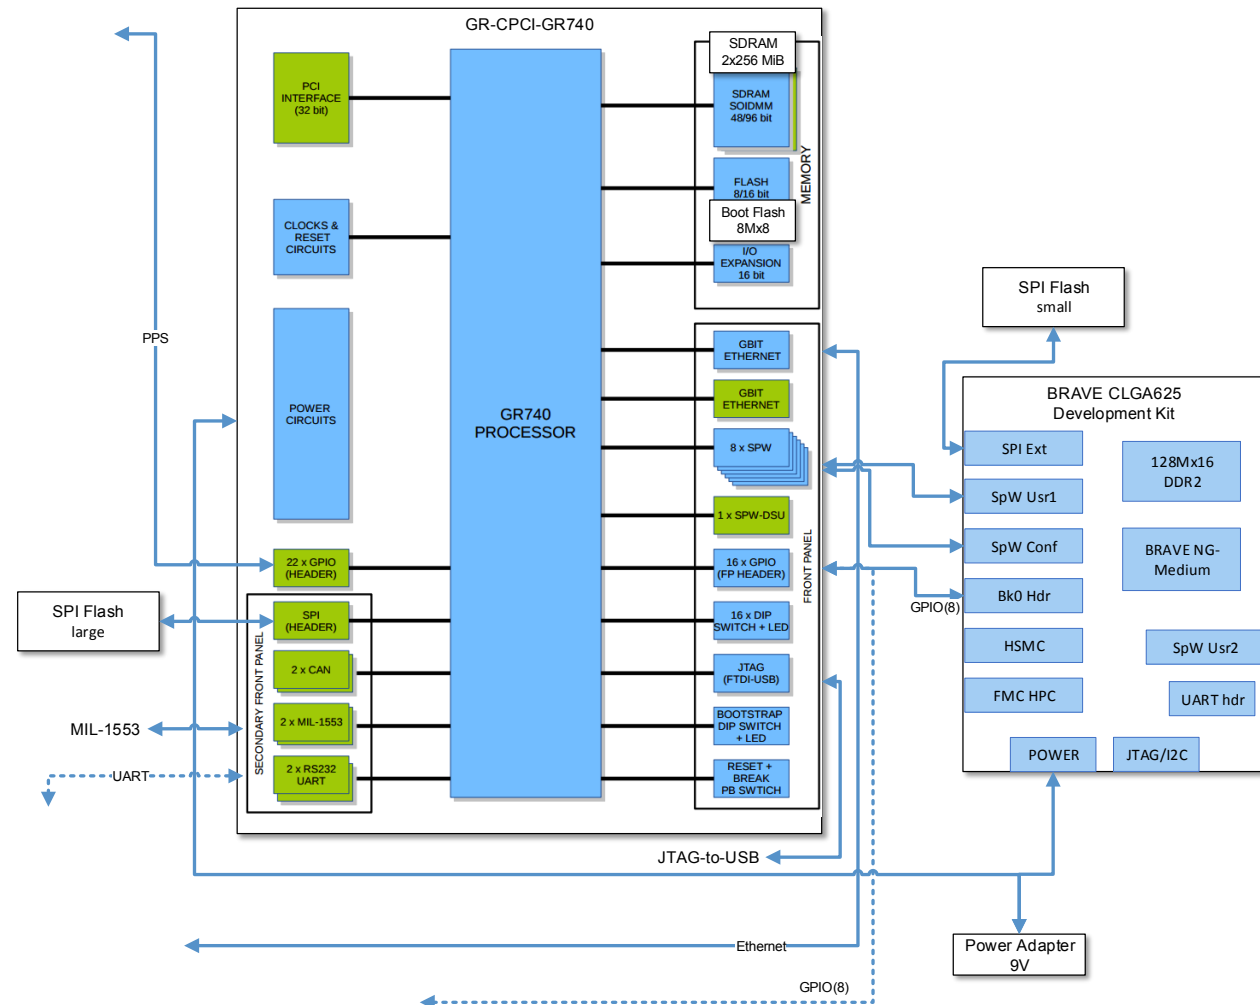 GR-CPCI-GR740
PCI
INTERFACE
(32 bit)
CLOCKS &
RESET
CIRCUITS
POWER
CIRCUITS
22 x GPIO
(HEADER)
SECONDARY FRONT PANEL
SPI
(HEADER)
2 x CAN
2 x MIL-1553
2 x RS232
UART
GR740
PROCESSOR
MEMORY
SDRAM
2x256 MiB
SDRAM
SOIDMM
48/96 bit
FLASH
8/16 bit
Boot Flash
8Mx8
I/O
EXPANSION
16 bit
FRONT PANEL
GBIT
ETHERNET
GBIT
ETHERNET
8 x SPW
1 x SPW-DSU
16 x GPIO
(FP HEADER)
16 x DIP
SWITCH + LED
JTAG
(FTDI-USB)
BOOTSTRAP
DIP SWITCH
+ LED
RESET +
BREAK
PB SWTICH
PPS
SPI Flash
large
MIL-1553
UART
JTAG-to-USB
Ethernet
GPIO(8)
GPIO(8)
SPI Flash
small
BRAVE CLGA625
Development Kit
SPI Ext
SpW Usr1
SpW Conf
Bk0 Hdr
HSMC
FMC HPC
128Mx16
DDR2
BRAVE NG-
Medium
SpW Usr2
UART hdr
POWER
JTAG/I2C
Power Adapter
9V